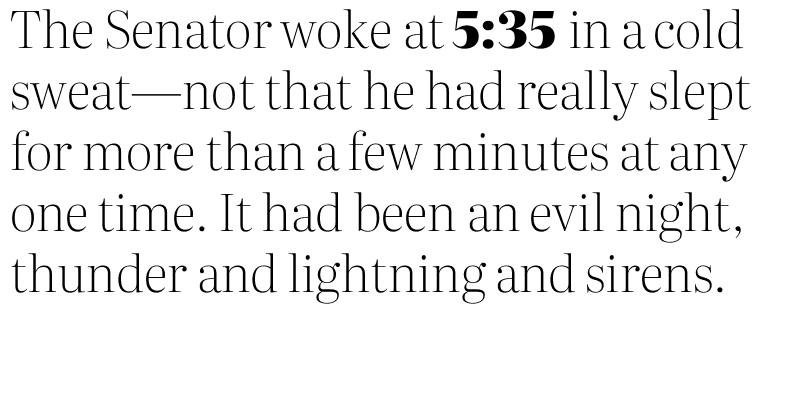 The Senator woke at 5:35 in a cold
sweat—not that he had really slept
for more than a few minutes at any
one time. It had been an evil night,
thunder and lightning and sirens.